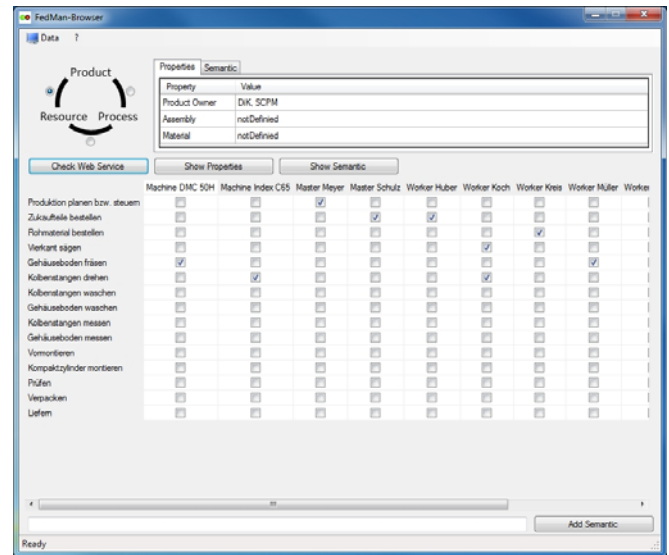 FedMan-Browser
Data ?
Product
Resource Process
Properties Semantic
Property Value
Product Owner DiK, SCPM
Assembly notDefinied
Material notDefinied
Check Web Service Show Properties Show Semantic
Machine DMC 50H Machine Index C65 Master Meyer Master Schulz Worker Huber Worker Koch Worker Kreis Worker Müller Worker
Produktion planen bzw. steuern
Zukaufteile bestellen
Rohmaterial bestellen
Vierkant sägen
Gehäuseboden fräsen
Kolbenstangen drehen
Kolbenstangen waschen
Gehäuseboden waschen
Kolbenstangen messen
Gehäuseboden messen
Vormontieren
Kompaktzylinder montieren
Prüfen
Verpacken
Liefern
Add Semantic
Ready